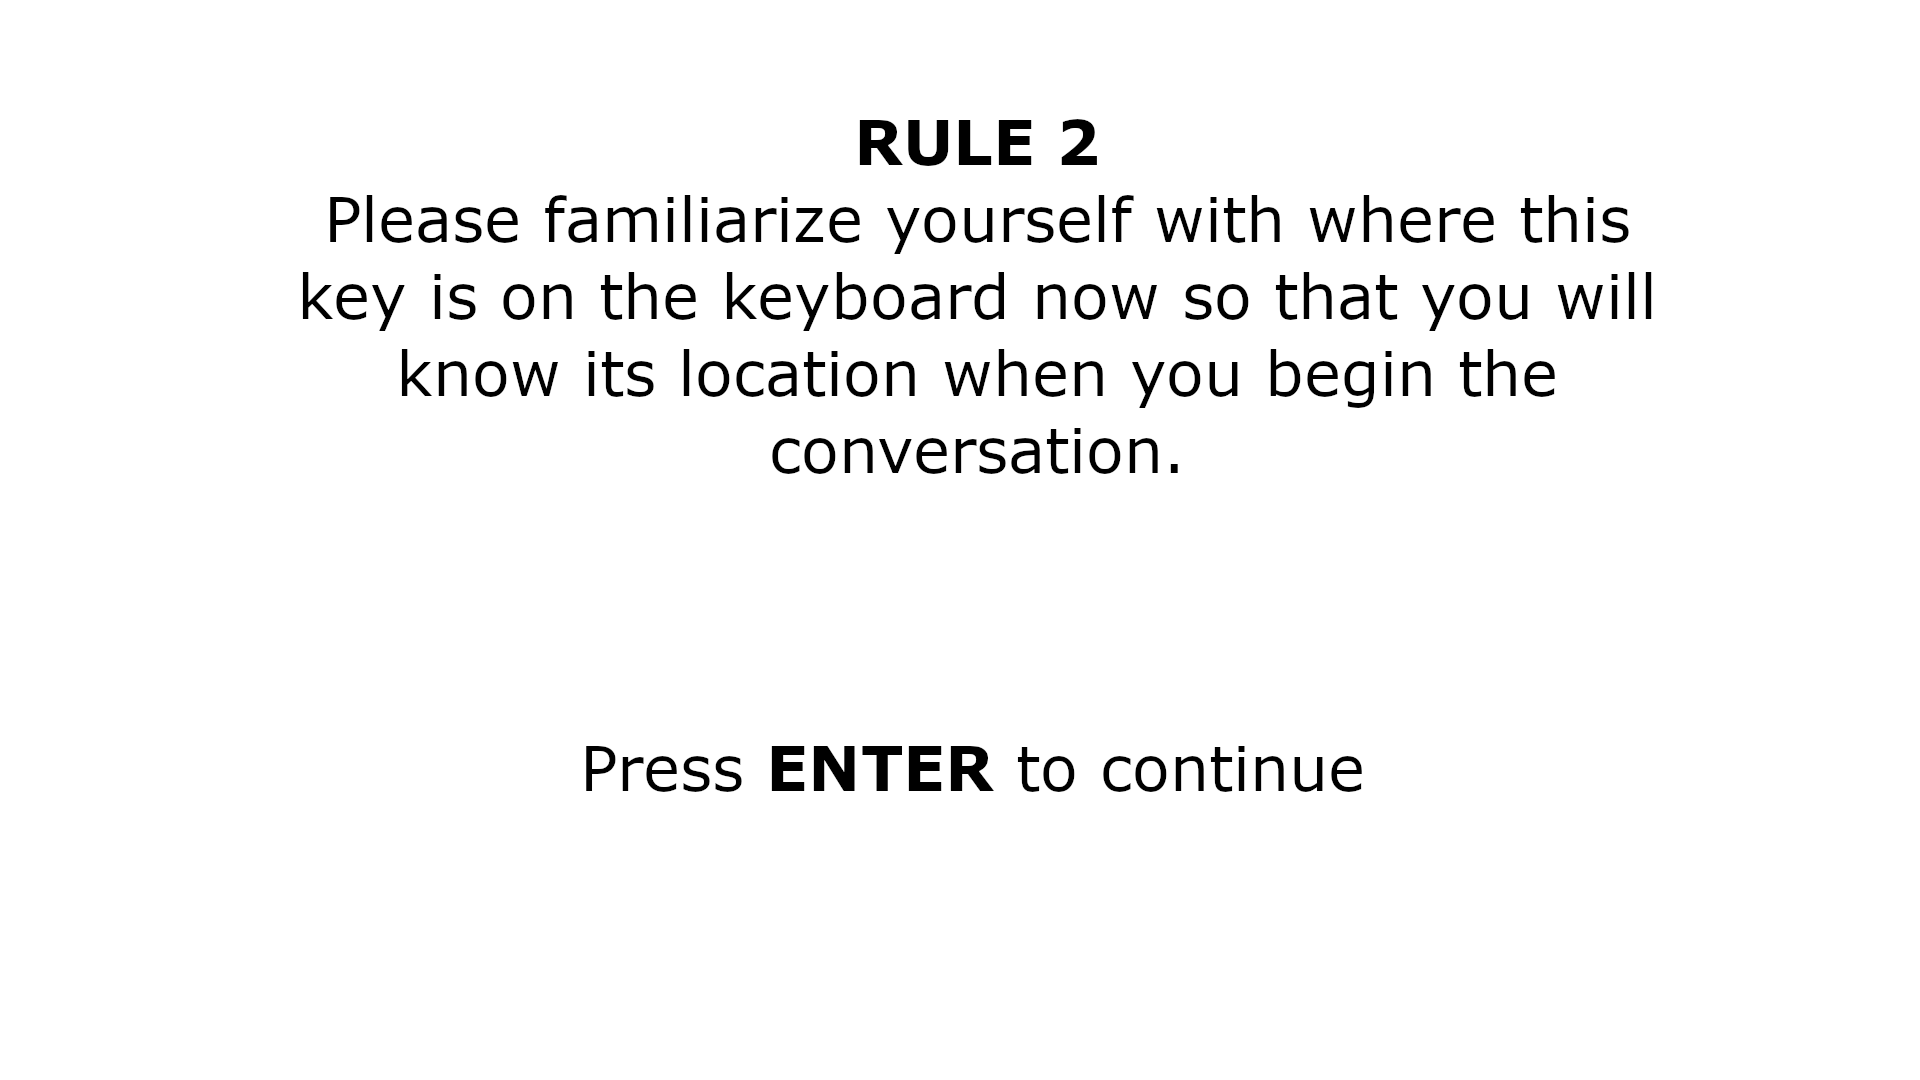 RULE 2
Please familiarize yourself with where this
key is on the keyboard now so that you will
know its location when you begin the
conversation.
Press ENTER to continue